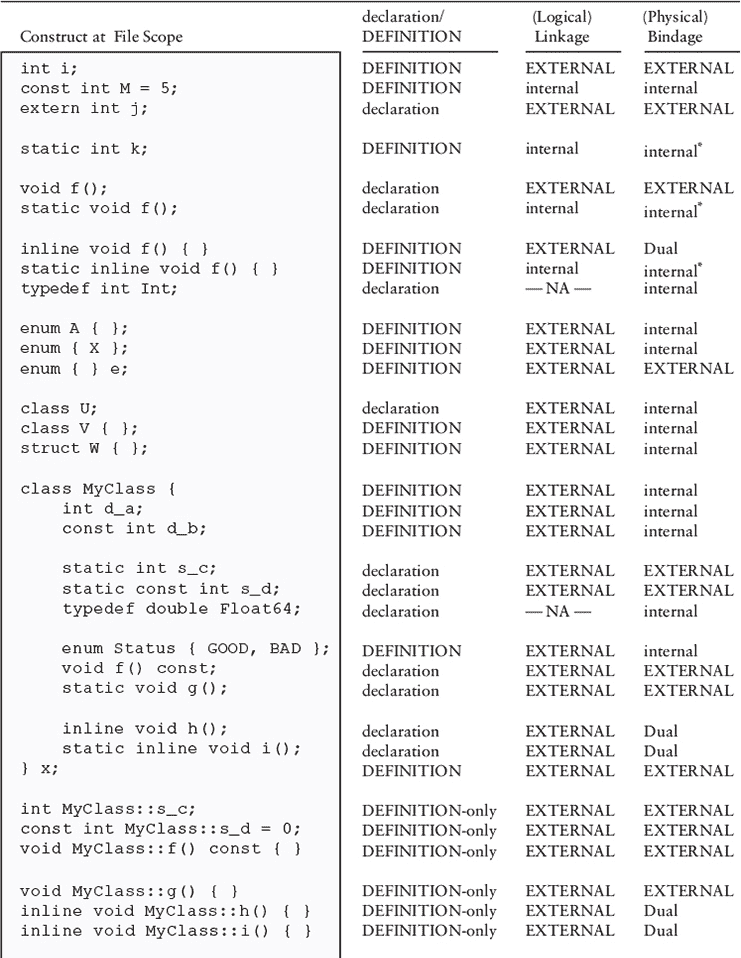 declaration/ (Logical) (Physical)
Construct at File Scope DEFINITION Linkage Bindage
int i; DEFINITION EXTERNAL EXTERNAL
const int M = 5; DEFINITION internal internal
extern int j; declaration EXTERNAL EXTERNAL
static int k; DEFINITION internal internal*
void f(); declaration EXTERNAL EXTERNAL
static void f(); declaration internal internal*
inline void f() { } DEFINITION EXTERNAL Dual
static inline void f() { } DEFINITION internal internal*
typedef int Int; declaration — NA — internal
enum A { }; DEFINITION EXTERNAL internal
enum { X }; DEFINITION EXTERNAL internal
enum { } e; DEFINITION EXTERNAL EXTERNAL
class U; declaration EXTERNAL internal
class V { }; DEFINITION EXTERNAL internal
struct W { }; DEFINITION EXTERNAL internal
class MyClass { DEFINITION EXTERNAL internal
int d_a; DEFINITION EXTERNAL internal
const int d_b; DEFINITION EXTERNAL internal
static int s_c; declaration EXTERNAL EXTERNAL
static const int s_d; declaration EXTERNAL EXTERNAL
typedef double Float64; declaration — NA — internal
enum Status { GOOD, BAD }; DEFINITION EXTERNAL internal
void f() const; declaration EXTERNAL EXTERNAL
static void g(); declaration EXTERNAL EXTERNAL
inline void h(); declaration EXTERNAL Dual
static inline void i(); declaration EXTERNAL Dual
} x; DEFINITION EXTERNAL EXTERNAL
int MyClass::s_c; DEFINITION-only EXTERNAL EXTERNAL
const int MyClass::s_d = 0; DEFINITION-only EXTERNAL EXTERNAL
void MyClass::f() const { } DEFINITION-only EXTERNAL EXTERNAL
void MyClass::g() { } DEFINITION-only EXTERNAL EXTERNAL
inline void MyClass::h() { } DEFINITION-only EXTERNAL Dual
inline void MyClass::i() { } DEFINITION-only EXTERNAL Dual